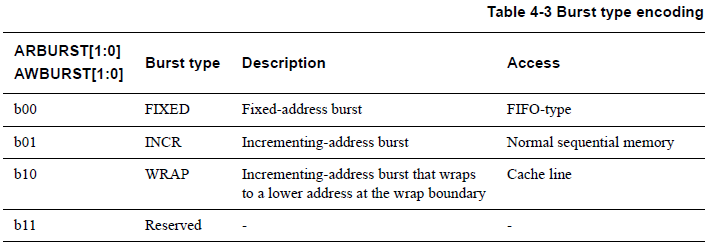 Table 4-3 Burst type encoding
ARBURST[1:0]
AWBURST[1:0] Burst type Description Access
b00 FIXED Fixed-address burst FIFO-type
b01 INCR Incrementing-address burst Normal sequential memory
b10 WRAP Incrementing-address burst that wraps Cache line
to a lower address at the wrap boundary
b11 Reserved - -